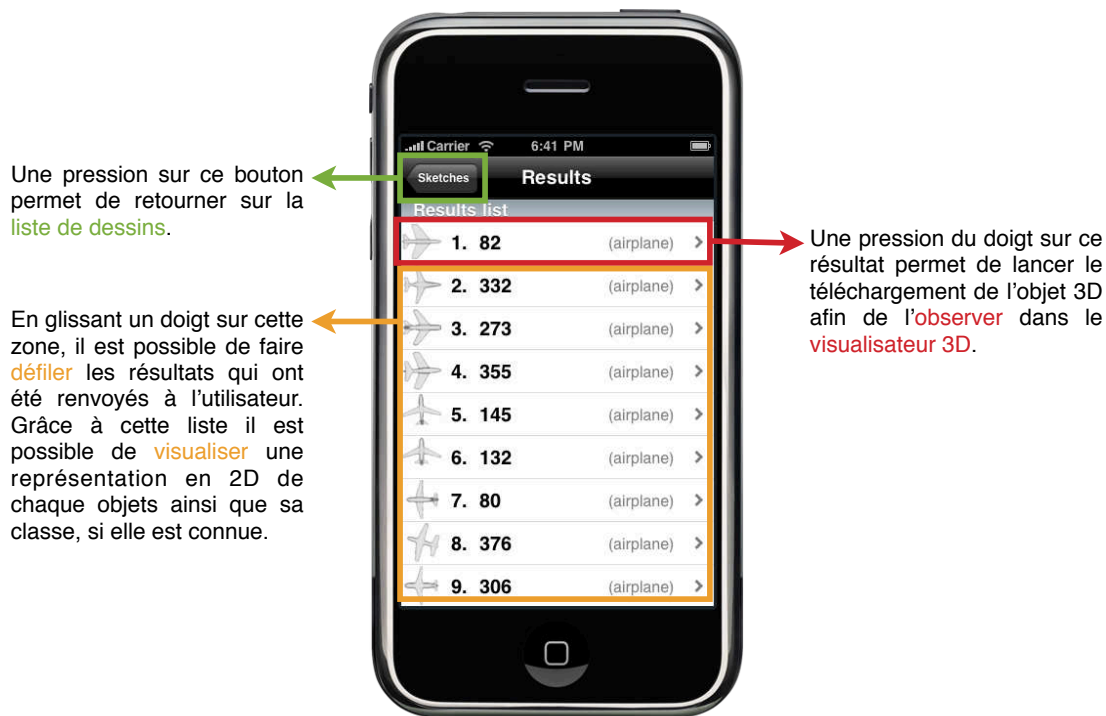 Une pression sur ce bouton
permet de retourner sur la
liste de dessins.
En glissant un doigt sur cette
zone, il est possible de faire
défiler les résultats qui ont
été renvoyés à l'utilisateur.
Grâce à cette liste il est
possible de visualiser une
représentation en 2D de
chaque objets ainsi que sa
classe, si elle est connue.
Carrier 6:41 PM
Sketches Results
Results list
1. 82 (airplane)
2. 332 (airplane)
3. 273 (airplane)
4. 355 (airplane)
5. 145 (airplane)
6. 132 (airplane)
7. 80 (airplane)
8. 376 (airplane)
9. 306 (airplane)
Une pression du doigt sur ce
résultat permet de lancer le
téléchargement de l'objet 3D
afin de l'observer dans le
visualisateur 3D.